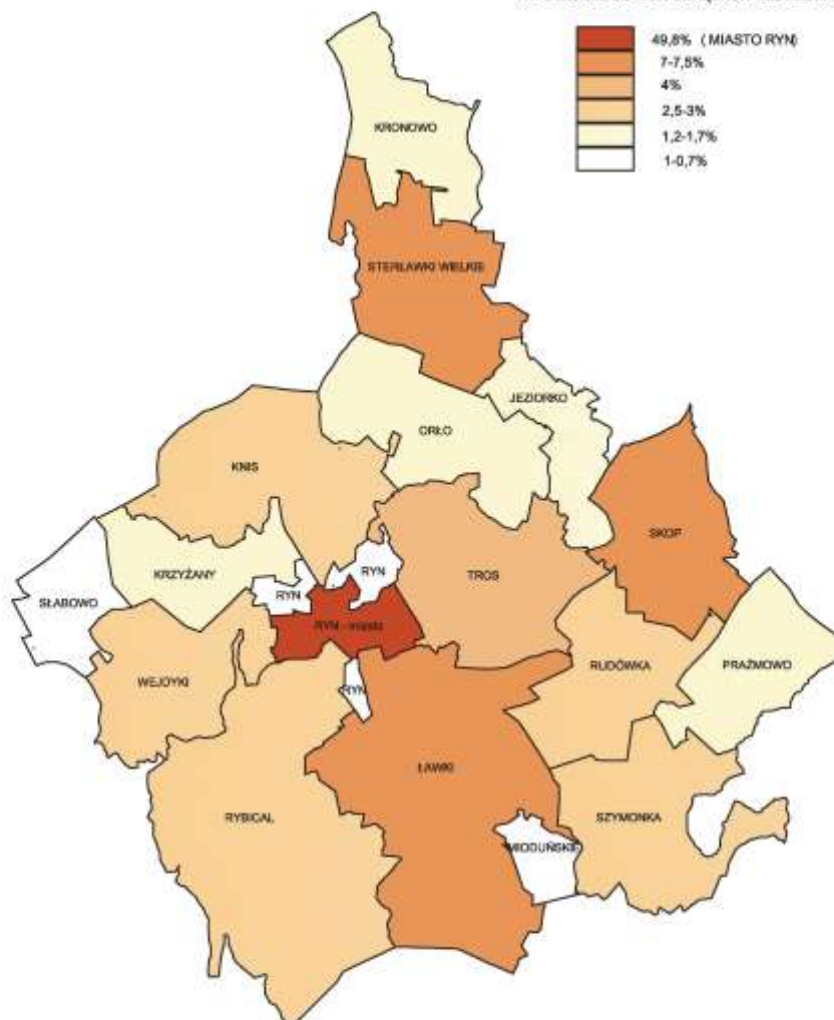 49,8% ( MIASTO RYN)
7-7,5%
4%
2,5-3%
1,2-1,7%
1-0,7%
KRONOWO
STERŁAWKI WIELKIE
JEZIORKO
ORŁO
KNIS
SKOP
KRZYŻANY
RYN
TROS
SŁABOWO
RYN
RYN - miasto
WEJDYKI
RYN
RUDÓWKA
PRAŻMOWO
ŁAWKI
RYBICAL
SZYMONKA
MIODUŃSKIE